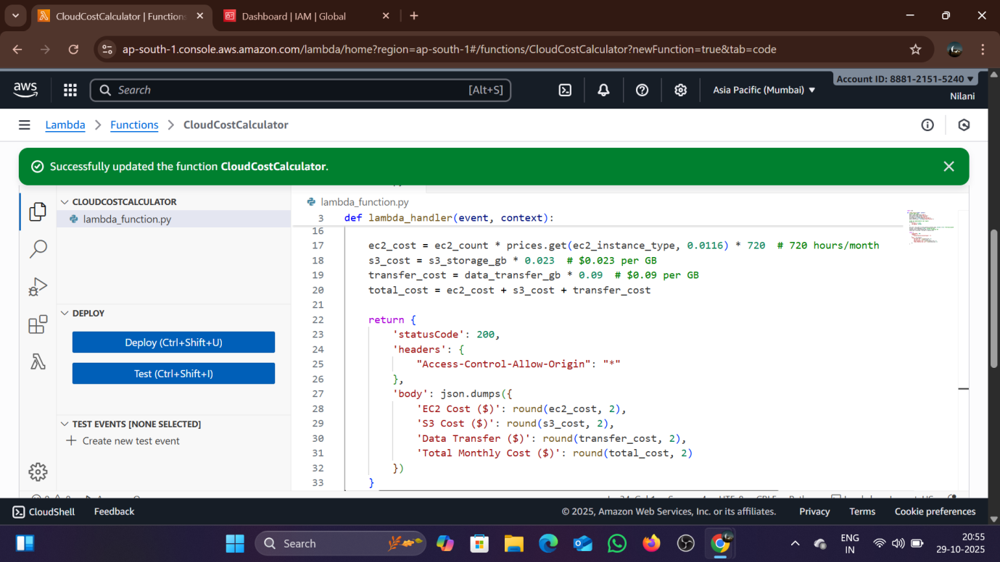 CloudCostCalculator | Functions
Dashboard | IAM | Global
ap-south-1.console.aws.amazon.com/lambda/home?region=ap-south-1#/functions/CloudCostCalculator?newFunction=true&tab=code
aws
Search
[Alt+S]
Asia Pacific (Mumbai)
Account ID: 8881-2151-5240
Nilani
Lambda
Functions
CloudCostCalculator
Successfully updated the function CloudCostCalculator.
CLOUDCOSTCALCULATOR
lambda_function.py
DEPLOY
Deploy (Ctrl+Shift+U)
Test (Ctrl+Shift+I)
TEST EVENTS [NONE SELECTED]
Create new test event
lambda_function.py
3 def lambda_handler(event, context):
16
17 ec2_cost = ec2_count * prices.get(ec2_instance_type, 0.0116) * 720 # 720 hours/month
18 s3_cost = s3_storage_gb * 0.023 # $0.023 per GB
19 transfer_cost = data_transfer_gb * 0.09 # $0.09 per GB
20 total_cost = ec2_cost + s3_cost + transfer_cost
21
22 return {
23 'statusCode': 200,
24 'headers': {
25 "Access-Control-Allow-Origin": "*"
26 },
27 'body': json.dumps({
28 'EC2 Cost ($)': round(ec2_cost, 2),
29 'S3 Cost ($)': round(s3_cost, 2),
30 'Data Transfer ($)': round(transfer_cost, 2),
31 'Total Monthly Cost ($)': round(total_cost, 2)
32 })
33 }
CloudShell
Feedback
© 2025, Amazon Web Services, Inc. or its affiliates.
Privacy
Terms
Cookie preferences
Search
ENG
IN
20:55
29-10-2025